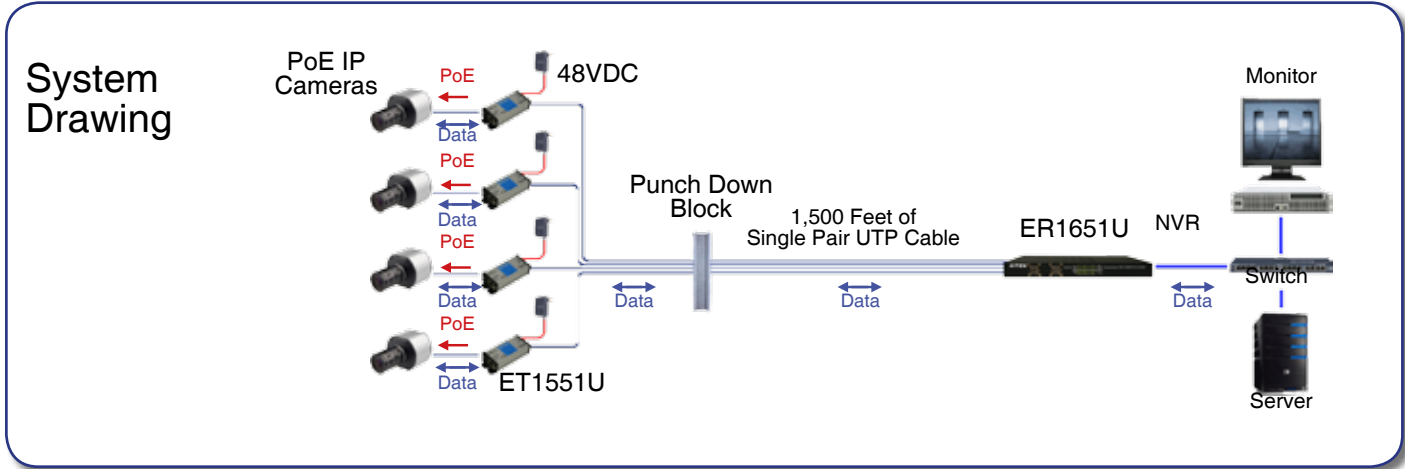 System
Drawing
PoE IP
Cameras
PoE
Data
48VDC
PoE
Data
PoE
Data
PoE
Data
ET1551U
Data
Punch Down
Block
1,500 Feet of
Single Pair UTP Cable
Data
ER1651U
NVR
Data
Monitor
Switch
Server